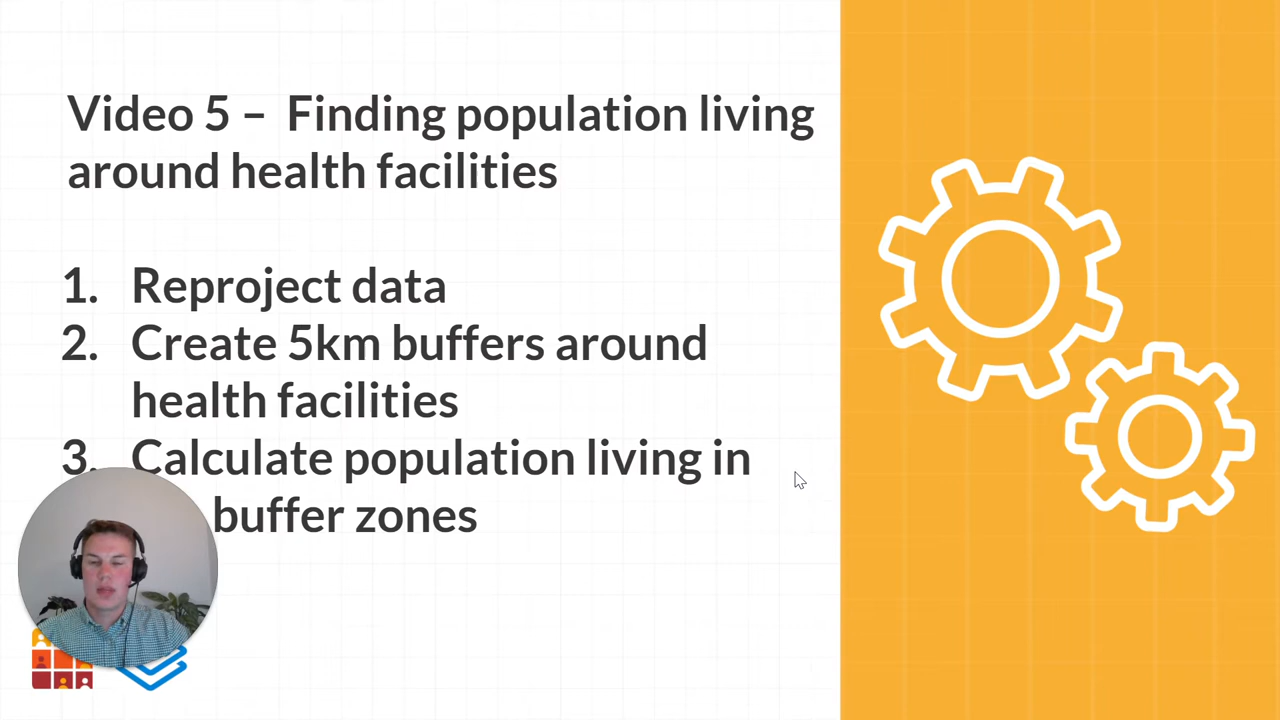 Video 5 – Finding population living
around health facilities
1. Reproject data
2. Create 5km buffers around
health facilities
3. Calculate population living in
buffer zones